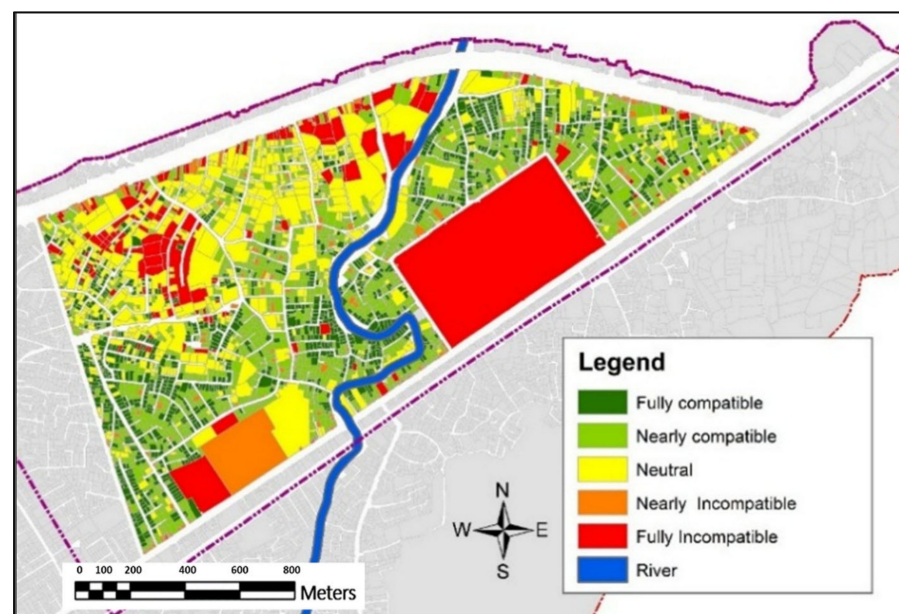 Legend
Fully compatible
Nearly compatible
Neutral
Nearly Incompatible
Fully Incompatible
River
N
W E
S
0 100 200 400 600 800
Meters